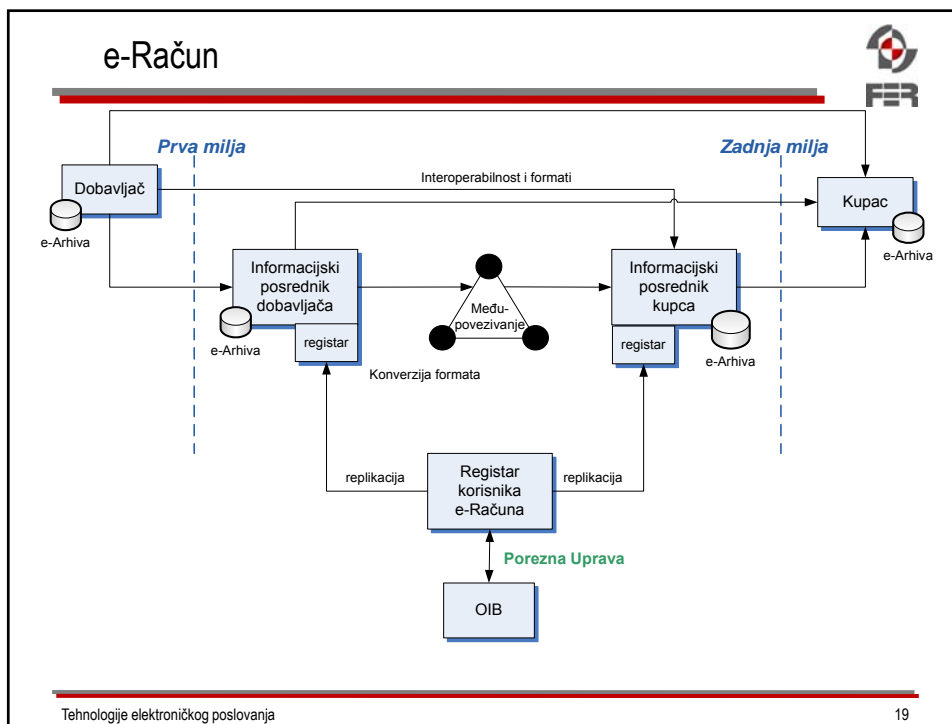 e-Račun
FER
Prva milja
Zadnja milja
Dobavljač
Interoperabilnost i formati
Kupac
e-Arhiva
e-Arhiva
Informacijski
posrednik
dobavljača
Među-
povezivanje
Informacijski
posrednik
kupca
e-Arhiva
registar
registar
e-Arhiva
Konverzija formata
replikacija
Registar
korisnika
e-Računa
replikacija
Porezna Uprava
OIB
Tehnologije elektroničkog poslovanja
19